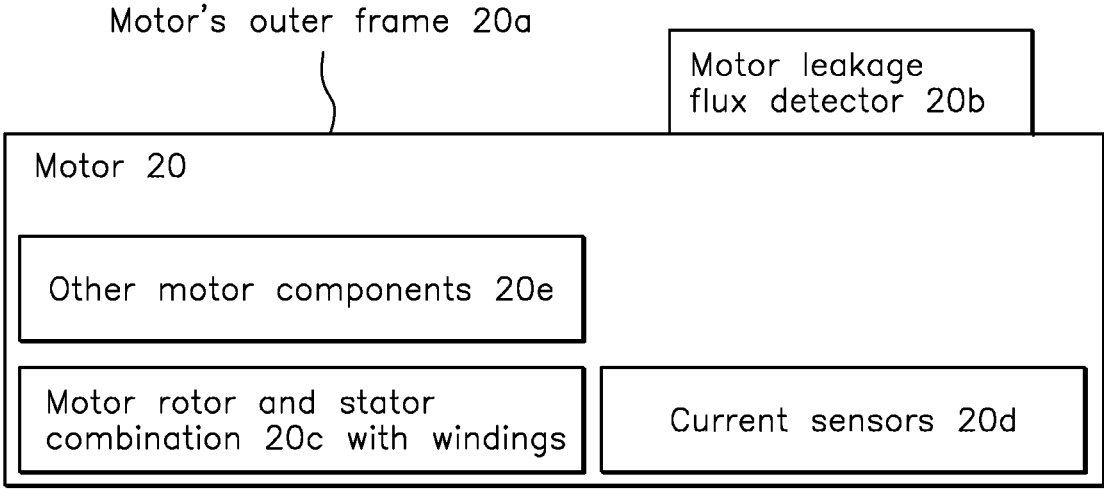 Motor's outer frame 20a
Motor leakage
flux detector 20b
Motor 20
Other motor components 20e
Motor rotor and stator
combination 20c with windings
Current sensors 20d